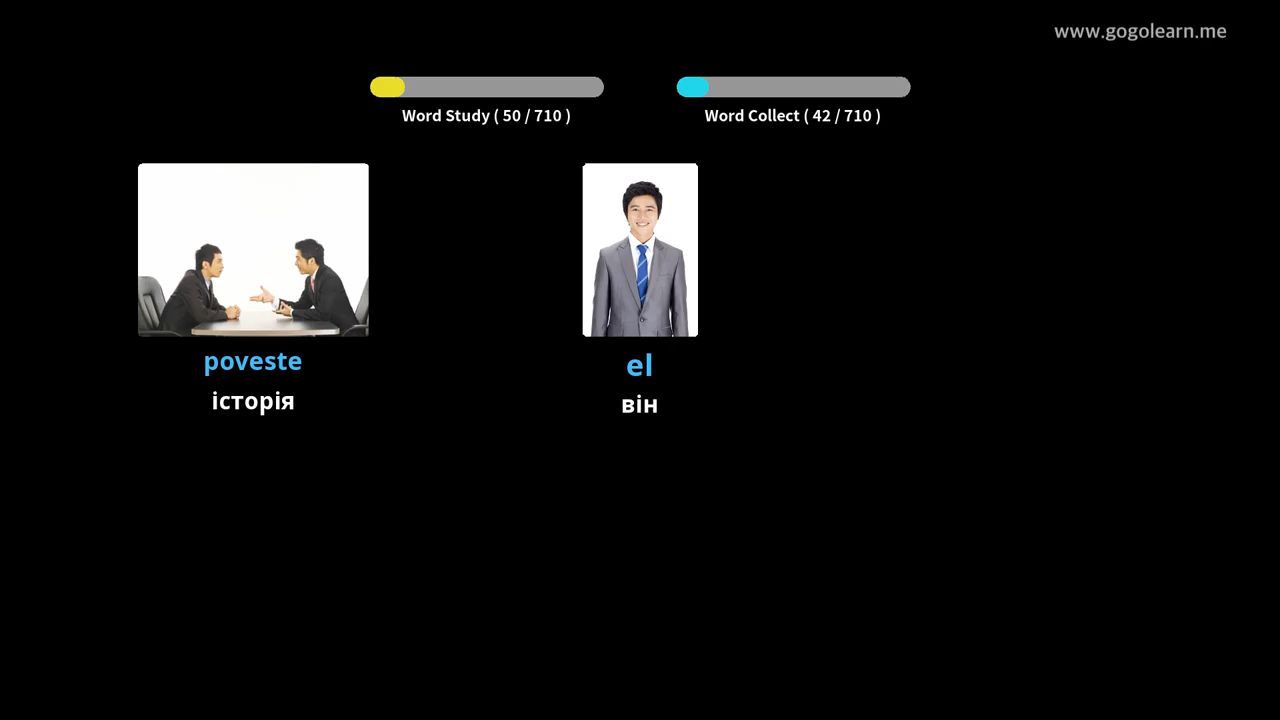 www.gogolearn.me
Word Study ( 50 / 710 )
Word Collect ( 42 / 710 )
poveste
історія
el
він